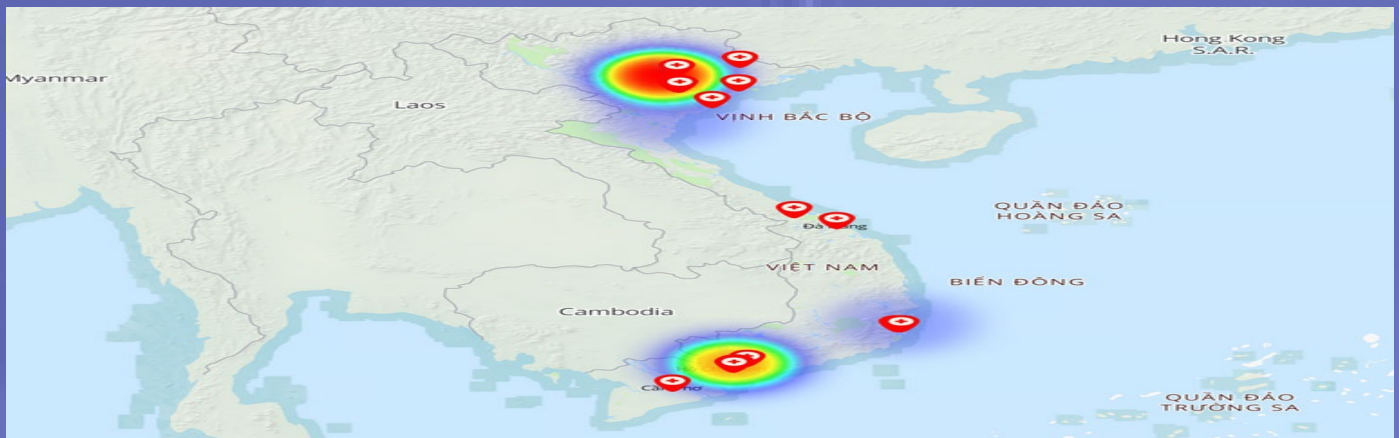 Hong Kong
S.A.R.
Myanmar
Laos
VỊNH BẮC BỘ
QUẦN ĐẢO
HOÀNG SA
VIỆT NAM
BIỂN ĐÔNG
Cambodia
QUẦN ĐẢO
TRƯỜNG SA